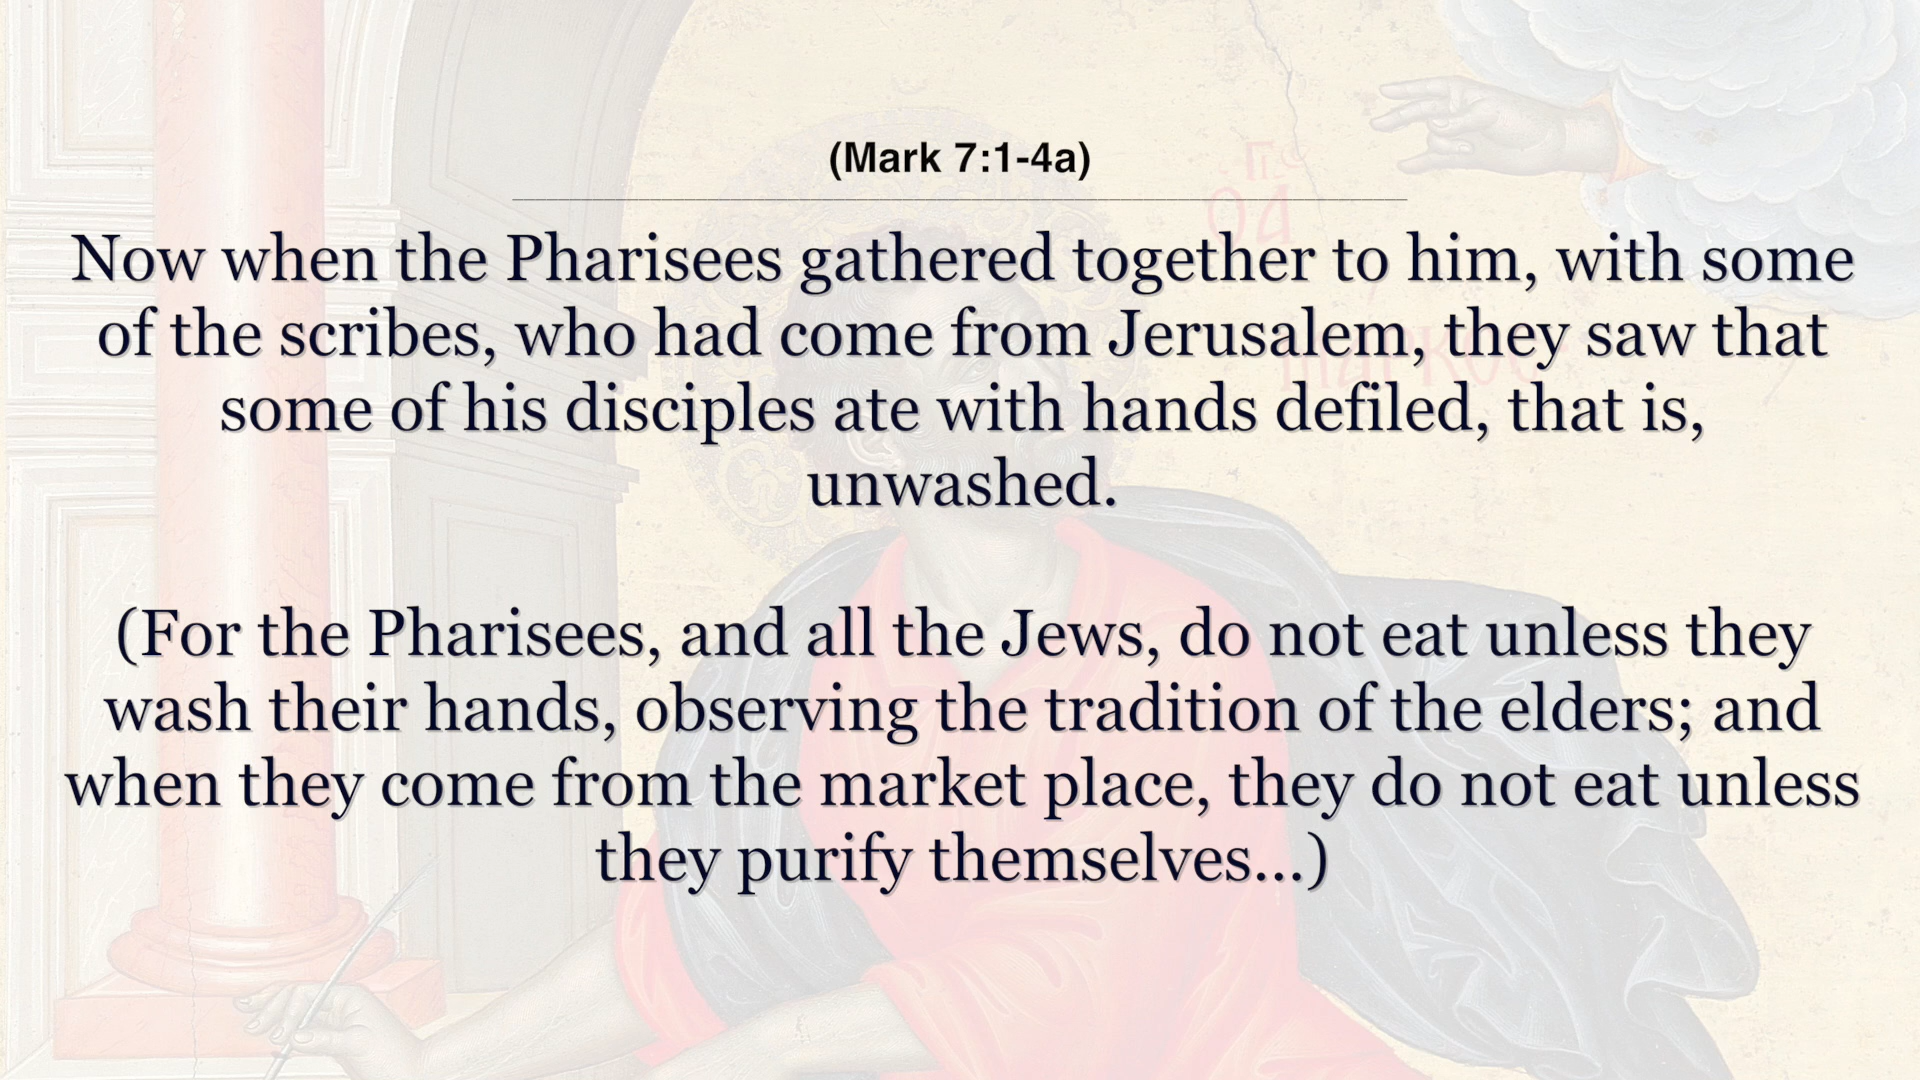 (Mark 7:1-4a)
Now when the Pharisees gathered together to him, with some
of the scribes, who had come from Jerusalem, they saw that
some of his disciples ate with hands defiled, that is,
unwashed.
(For the Pharisees, and all the Jews, do not eat unless they
wash their hands, observing the tradition of the elders; and
when they come from the market place, they do not eat unless
they purify themselves...)